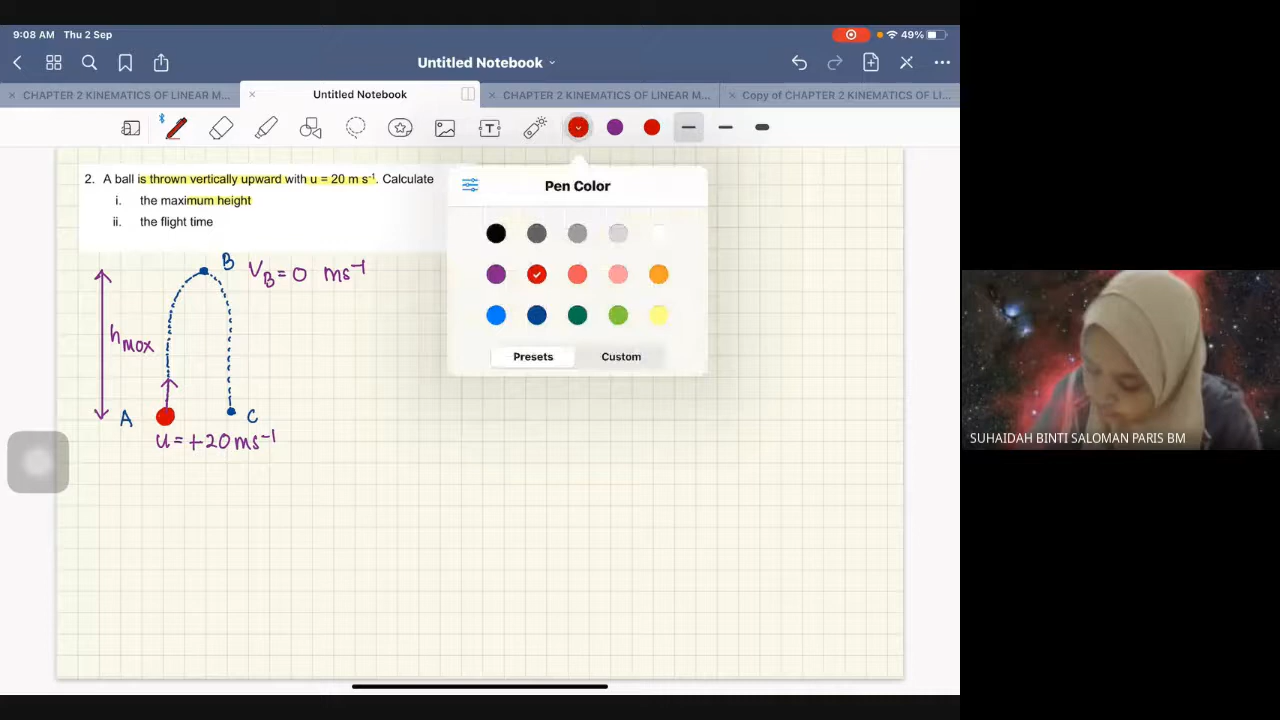 9:08 AM Thu 2 Sep
49%
Untitled Notebook
CHAPTER 2 KINEMATICS OF LINEAR M...
Untitled Notebook
CHAPTER 2 KINEMATICS OF LINEAR M...
Copy of CHAPTER 2 KINEMATICS OF LI...
T
Pen Color
Presets
Custom
2. A ball is thrown vertically upward with u = 20 m s⁻¹. Calculate
i. the maximum height
ii. the flight time
B V_B = 0 ms⁻¹
h_max
A
C
u = +20 ms⁻¹
SUHAIDAH BINTI SALOMAN PARIS BM